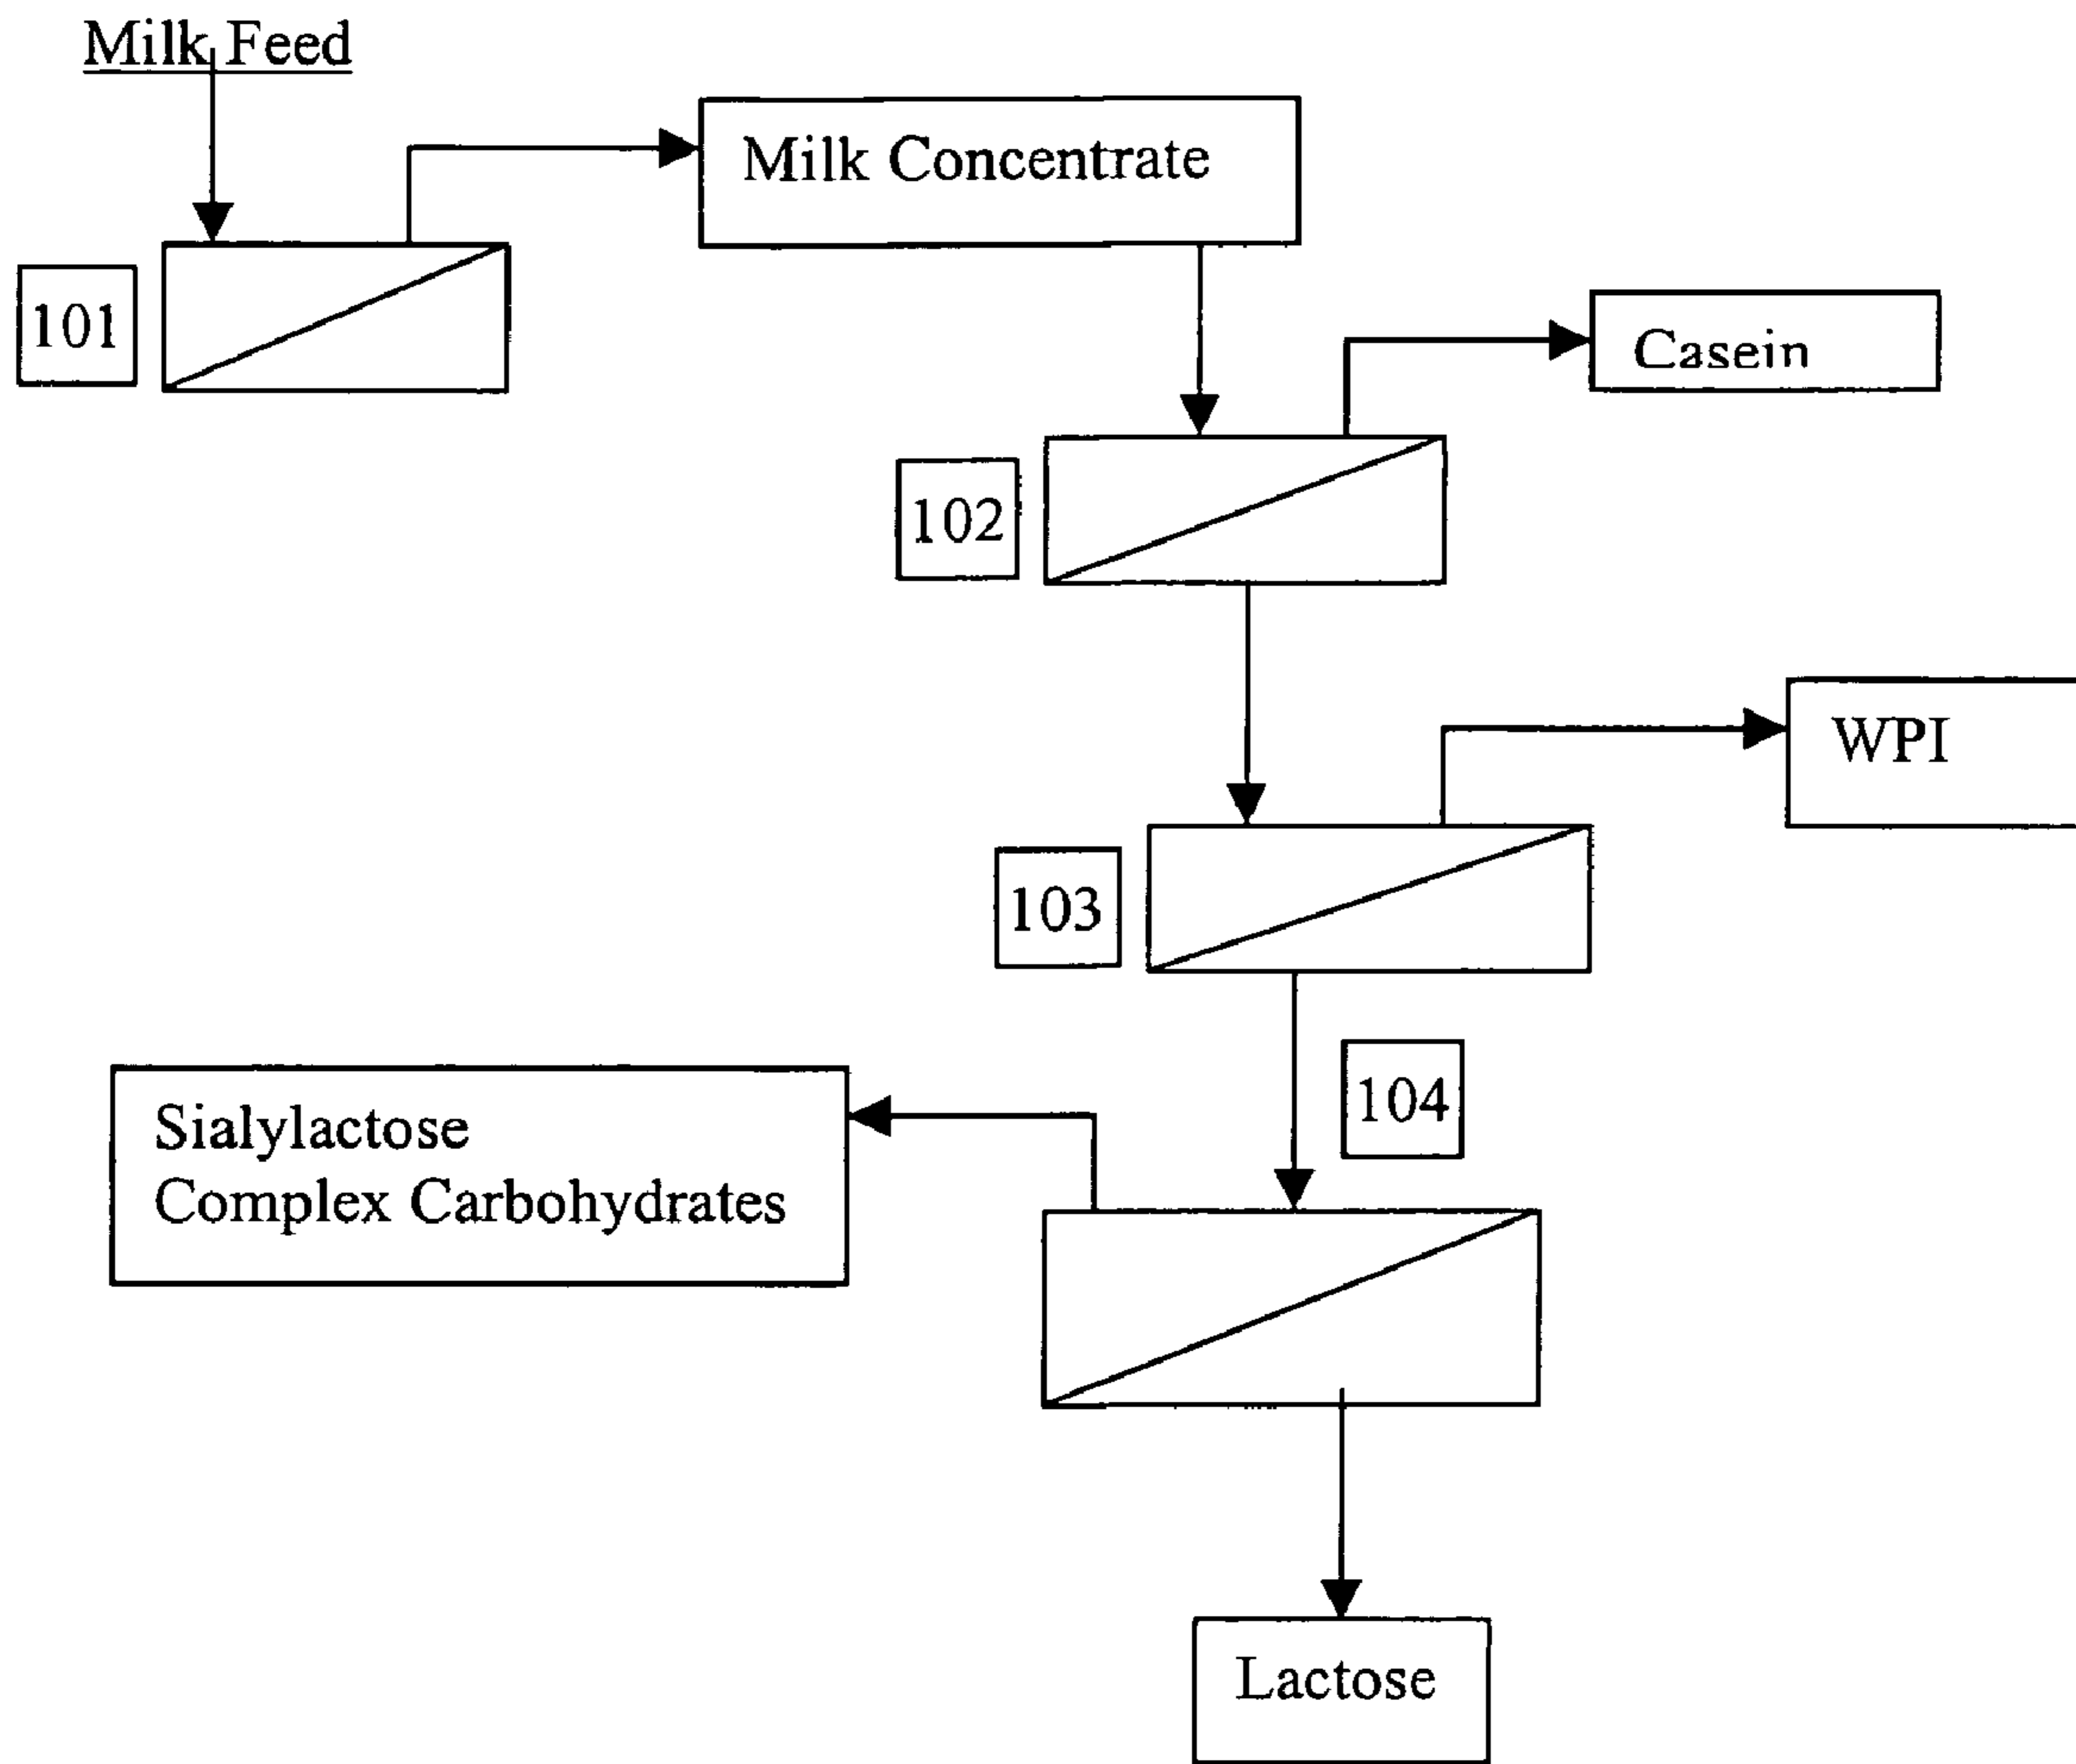 Milk Feed
Milk Concentrate
101
Casein
102
WPI
103
104
Sialylactose
Complex Carbohydrates
Lactose